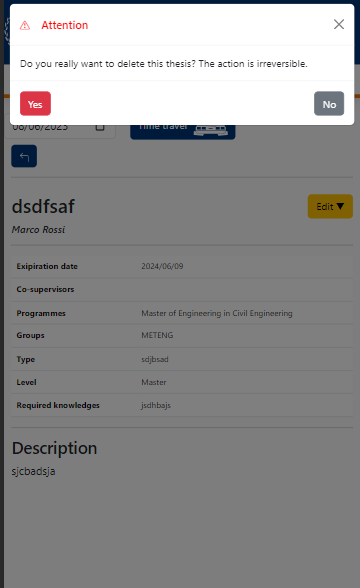 Attention
Do you really want to delete this thesis? The action is irreversible.
Yes No
08/06/2023 Time travel
dsdfsaf
Edit ▼
Marco Rossi
Exipiration date 2024/06/09
Co-supervisors
Programmes Master of Engineering in Civil Engineering
Groups METENG
Type sdjbsad
Level Master
Required knowledges jsdhbajs
Description
sjcbadsja